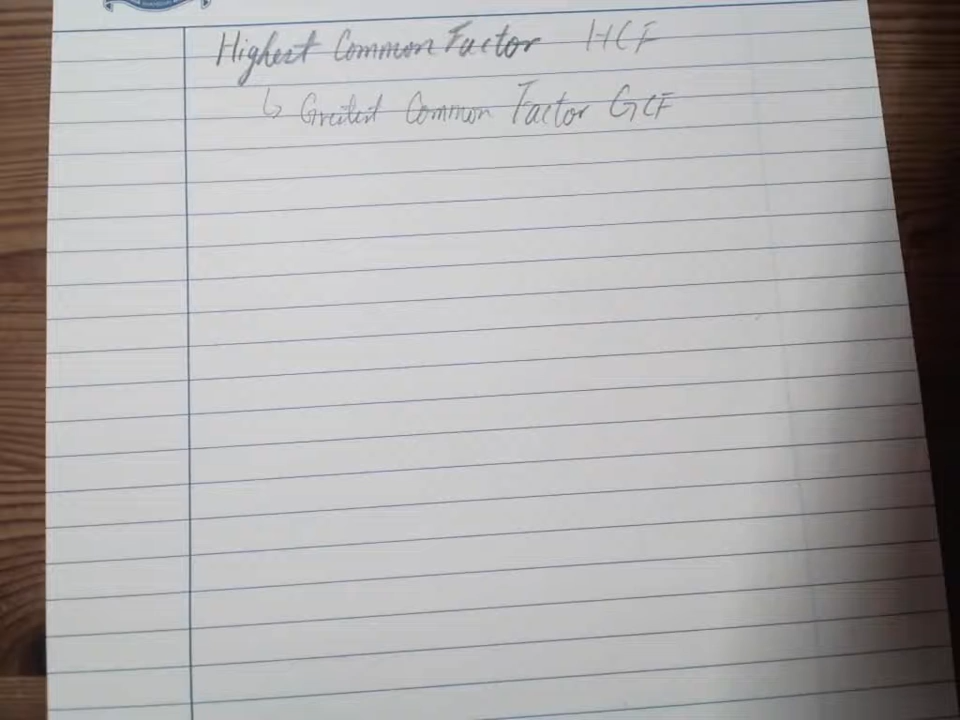 Highest Common Factor HCF
↳ Greatest Common Factor GCF